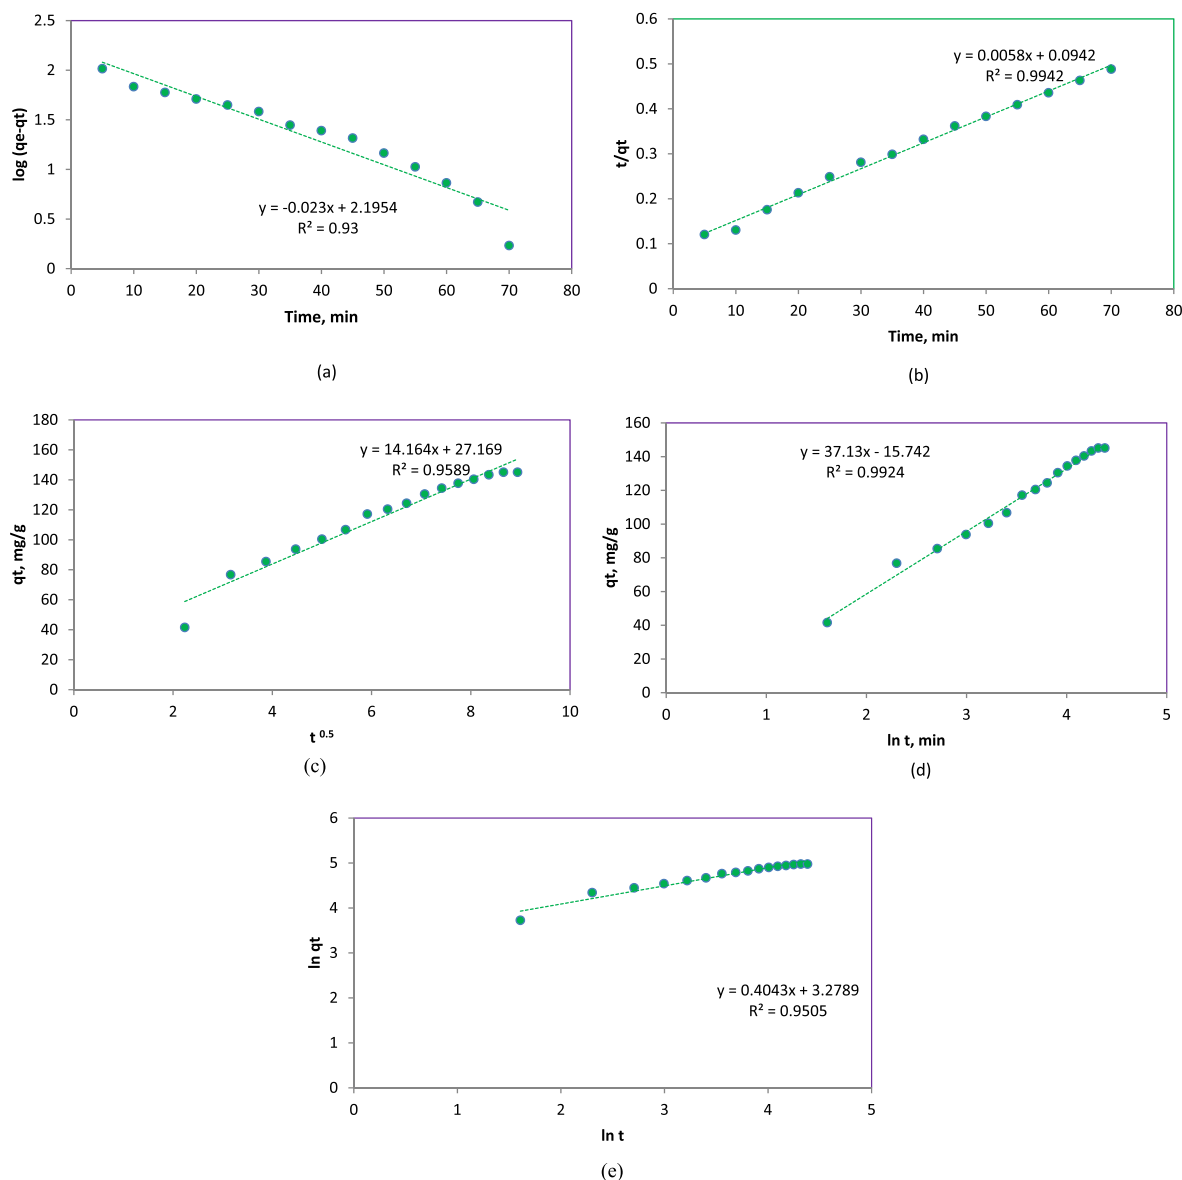 2.5
2
1.5
1
0.5
0
log (qe-qt)
y = -0.023x + 2.1954
R² = 0.93
0 10 20 30 40 50 60 70 80
Time, min
(a)
0.6
0.5
0.4
0.3
0.2
0.1
0
t/qt
y = 0.0058x + 0.0942
R² = 0.9942
0 10 20 30 40 50 60 70 80
Time, min
(b)
180
160
140
120
100
80
60
40
20
0
qt, mg/g
y = 14.164x + 27.169
R² = 0.9589
0 2 4 6 8 10
t 0.5
(c)
160
140
120
100
80
60
40
20
0
qt, mg/g
y = 37.13x - 15.742
R² = 0.9924
0 1 2 3 4 5
ln t, min
(d)
6
5
4
3
2
1
0
ln qt
y = 0.4043x + 3.2789
R² = 0.9505
0 1 2 3 4 5
ln t
(e)